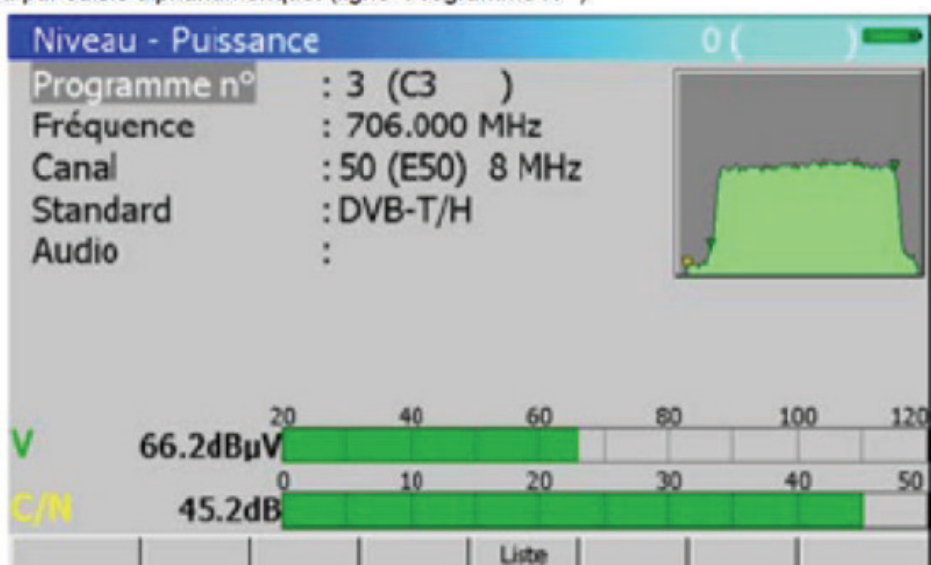 Niveau - Puissance 0 ( )
Programme n° : 3 (C3 )
Fréquence : 706.000 MHz
Canal : 50 (E50) 8 MHz
Standard : DVB-T/H
Audio :
20 40 60 80 100 120
V 66.2dBµV
0 10 20 30 40 50
C/N 45.2dB
Liste